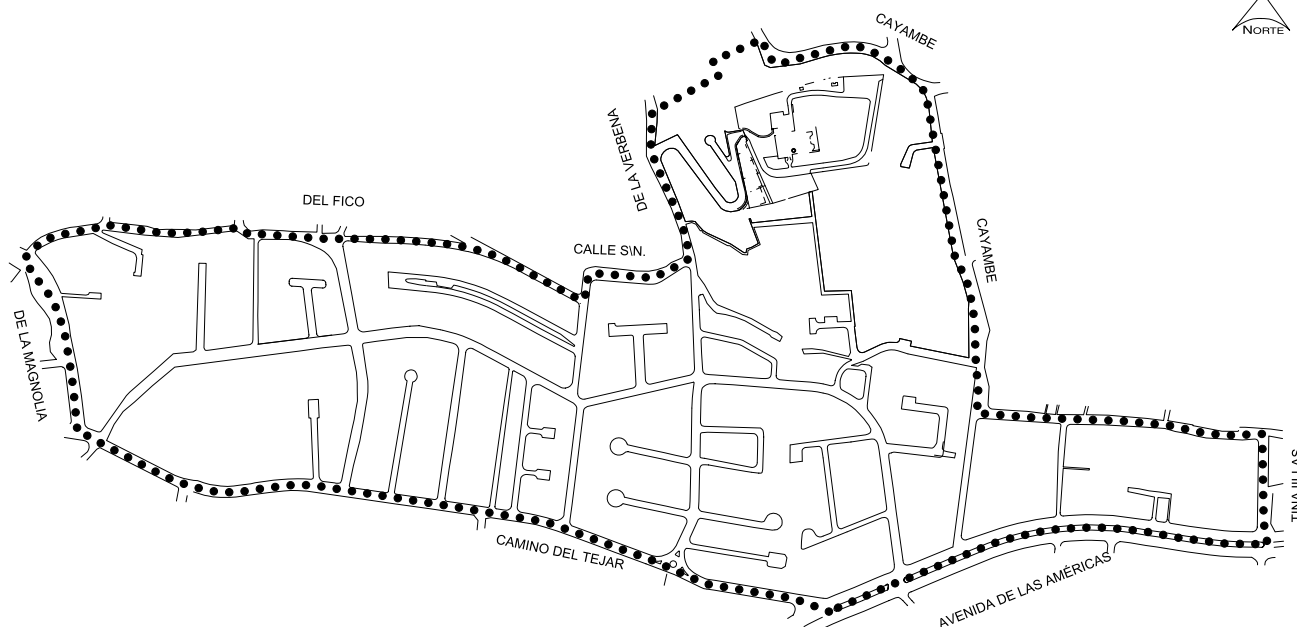 CAYAMBE
NORTE
DE LA VERBENA
DEL FICO
CALLE S\N.
CAYAMBE
DE LA MAGNOLIA
TINAJILLAS
CAMINO DEL TEJAR
AVENIDA DE LAS AMÉRICAS